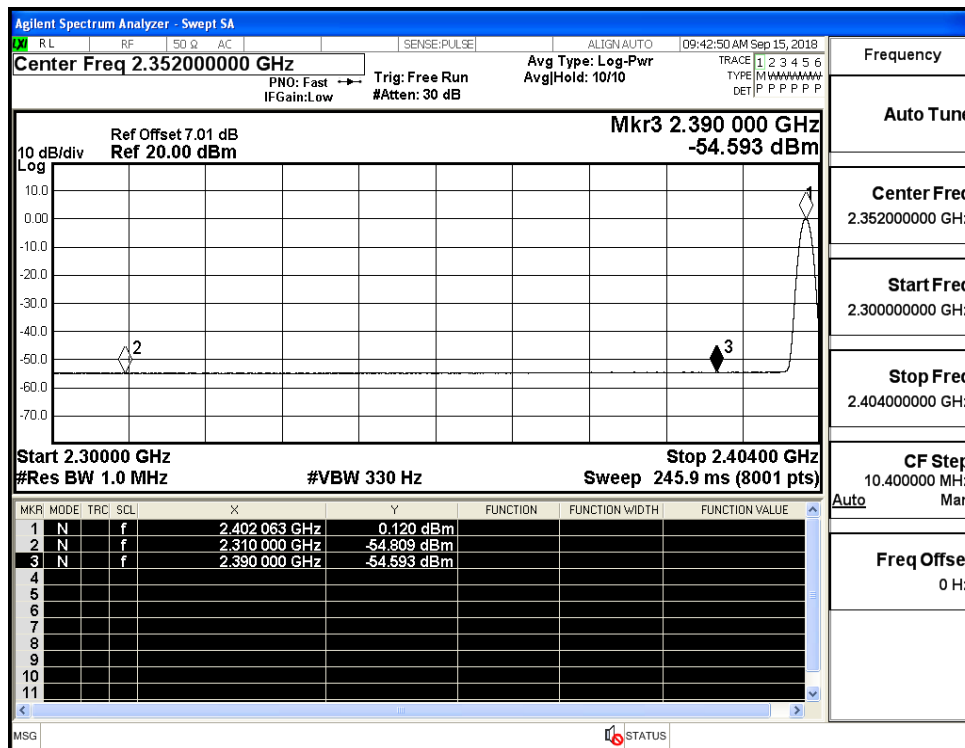 Agilent Spectrum Analyzer - Swept SA
LXI RL RF 50 Ω AC SENSE:PULSE ALIGN AUTO 09:42:50 AM Sep 15, 2018
Center Freq 2.352000000 GHz
PNO: Fast
IFGain:Low
Trig: Free Run
#Atten: 30 dB
Avg Type: Log-Pwr
Avg|Hold: 10/10
TRACE 1 2 3 4 5 6
TYPE M W W W W W
DET P P P P P P
Ref Offset 7.01 dB
10 dB/div Ref 20.00 dBm
Log
Mkr3 2.390 000 GHz
-54.593 dBm
10.0
0.00
-10.0
-20.0
-30.0
-40.0
-50.0
-60.0
-70.0
1
2
3
Start 2.30000 GHz Stop 2.40400 GHz
#Res BW 1.0 MHz #VBW 330 Hz Sweep 245.9 ms (8001 pts)
MKR MODE TRC SCL X Y FUNCTION FUNCTION WIDTH FUNCTION VALUE
1 N f 2.402 063 GHz 0.120 dBm
2 N f 2.310 000 GHz -54.809 dBm
3 N f 2.390 000 GHz -54.593 dBm
4
5
6
7
8
9
10
11
MSG STATUS
Frequency
Auto Tune
Center Freq
2.352000000 GHz
Start Freq
2.300000000 GHz
Stop Freq
2.404000000 GHz
CF Step
10.400000 MHz
Auto Man
Freq Offset
0 Hz